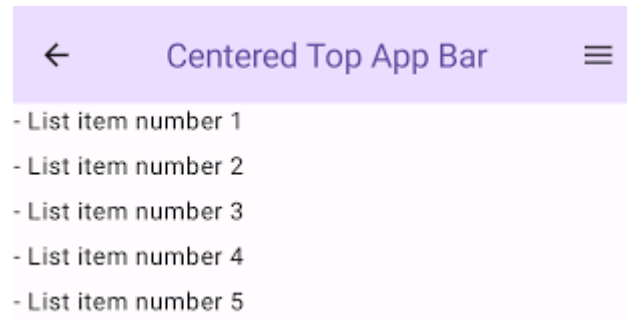 Centered Top App Bar
- List item number 1
- List item number 2
- List item number 3
- List item number 4
- List item number 5